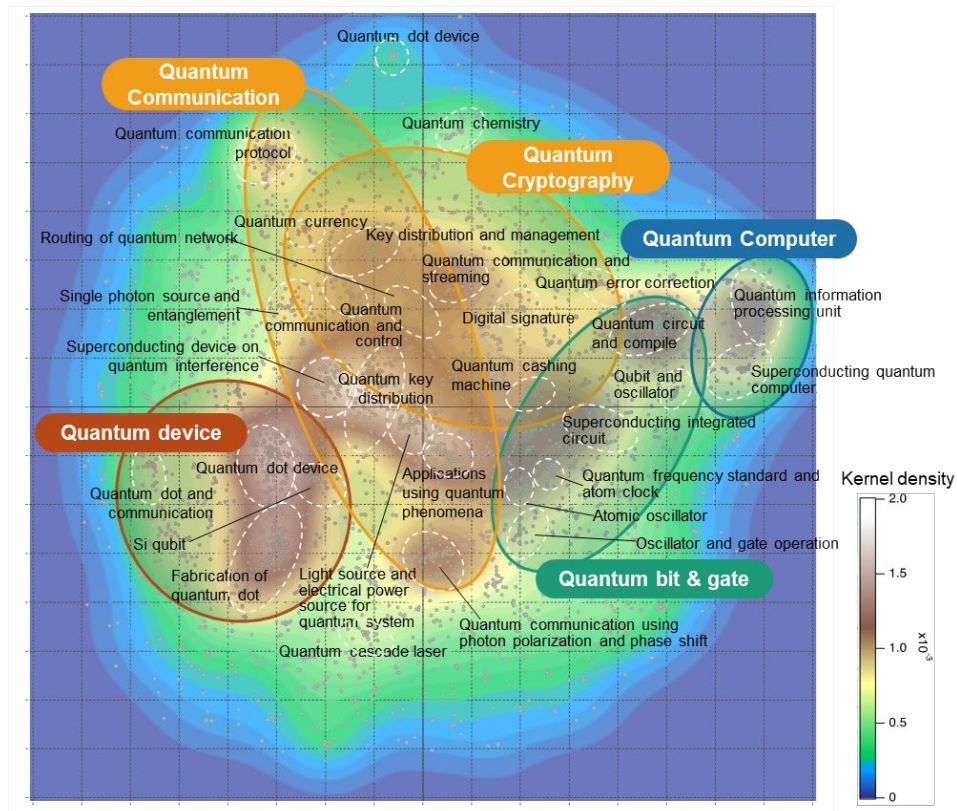 Quantum dot device
Quantum
Communication
Quantum chemistry
Quantum communication
protocol
Quantum
Cryptography
Quantum currency
Routing of quantum network
Key distribution and management
Quantum Computer
Quantum communication and
streaming
Quantum error correction
Single photon source and
entanglement
Quantum
communication and
control
Digital signature
Quantum circuit
and compile
Quantum information
processing unit
Superconducting device on
quantum interference
Quantum key
distribution
Quantum cashing
machine
Qubit and
oscillator
Superconducting quantum
computer
Quantum device
Superconducting integrated
circuit
Quantum dot device
Applications
using quantum
phenomena
Quantum frequency standard and
atom clock
Quantum dot and
communication
Atomic oscillator
Si qubit
Oscillator and gate operation
Fabrication of
quantum dot
Light source and
electrical power
source for
quantum system
Quantum bit & gate
Quantum communication using
photon polarization and phase shift
Quantum cascade laser
Kernel density
2.0
1.5
1.0
0.5
0
x10⁻³